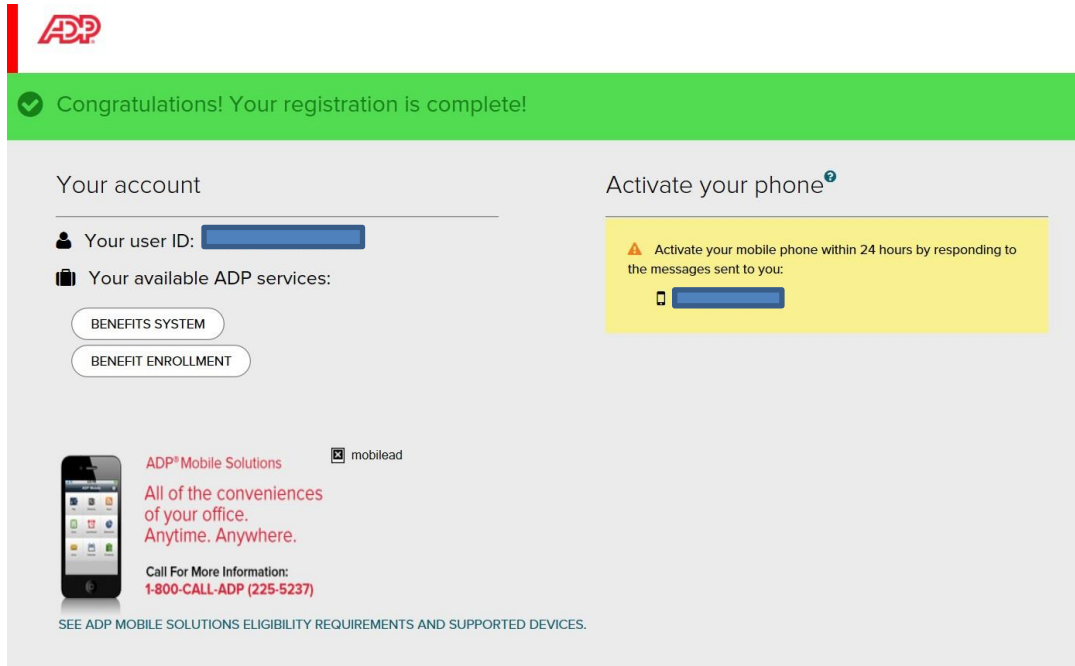 ADP
Congratulations! Your registration is complete!
Your account
Your user ID:
Your available ADP services:
BENEFITS SYSTEM
BENEFIT ENROLLMENT
Activate your phone?
Activate your mobile phone within 24 hours by responding to
the messages sent to you:
ADP® Mobile Solutions
mobilead
All of the conveniences
of your office.
Anytime. Anywhere.
Call For More Information:
1-800-CALL-ADP (225-5237)
SEE ADP MOBILE SOLUTIONS ELIGIBILITY REQUIREMENTS AND SUPPORTED DEVICES.